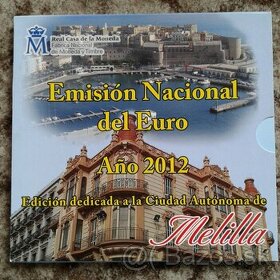 Real Casa de la Moneda
Fábrica Nacional
de Moneda y Timbre
Emisión Nacional
del Euro
Año 2012
Edición dedicada a la Ciudad Autónoma de
Melilla
Bazos.sk